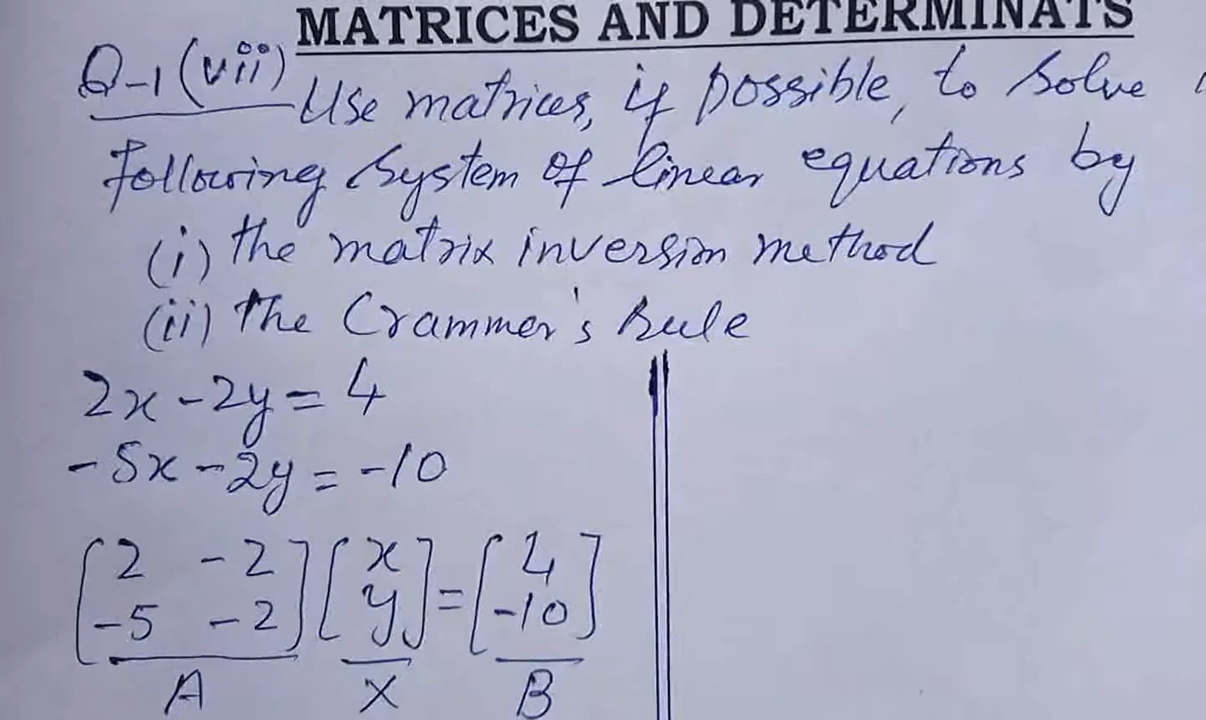 MATRICES AND DETERMINATS
Q-1(vii) Use matrices, if possible, to solve
following system of linear equations by
(i) the matrix inversion method
(ii) the Crammer's Rule
2x - 2y = 4
-5x - 2y = -10
[2 -2] [x] = [4]
[-5 -2] [y] [-10]
A X B